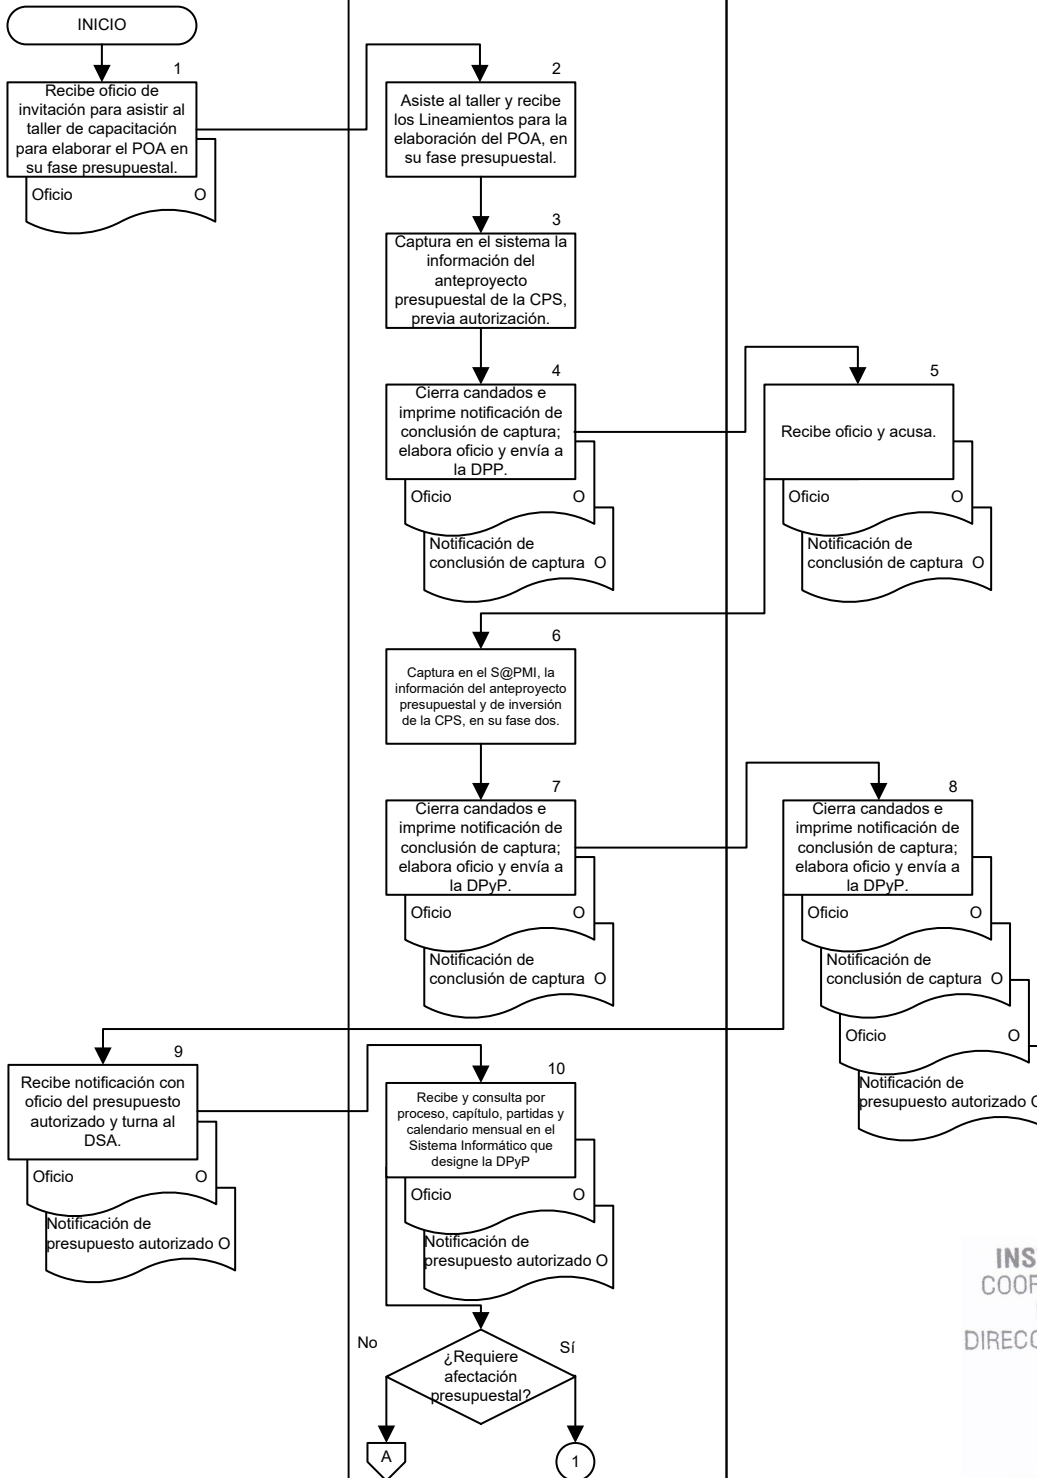 INICIO
1
Recibe oficio de
invitación para asistir al
taller de capacitación
para elaborar el POA en
su fase presupuestal.
Oficio O
2
Asiste al taller y recibe
los Lineamientos para la
elaboración del POA, en
su fase presupuestal.
3
Captura en el sistema la
información del
anteproyecto
presupuestal de la CPS,
previa autorización.
4
Cierra candados e
imprime notificación de
conclusión de captura;
elabora oficio y envía a
la DPP.
Oficio O
Notificación de
conclusión de captura O
5
Recibe oficio y acusa.
Oficio O
Notificación de
conclusión de captura O
6
Captura en el S@PMI, la
información del anteproyecto
presupuestal y de inversión
de la CPS, en su fase dos.
7
Cierra candados e
imprime notificación de
conclusión de captura;
elabora oficio y envía a
la DPyP.
Oficio O
Notificación de
conclusión de captura O
8
Cierra candados e
imprime notificación de
conclusión de captura;
elabora oficio y envía a
la DPyP.
Oficio O
Notificación de
conclusión de captura O
Oficio O
Notificación de
presupuesto autorizado O
9
Recibe notificación con
oficio del presupuesto
autorizado y turna al
DSA.
Oficio O
Notificación de
presupuesto autorizado O
10
Recibe y consulta por
proceso, capítulo, partidas y
calendario mensual en el
Sistema Informático que
designe la DPyP
Oficio O
Notificación de
presupuesto autorizado O
No
Sí
¿Requiere
afectación
presupuestal?
A
1
INS
COOR
DIREC